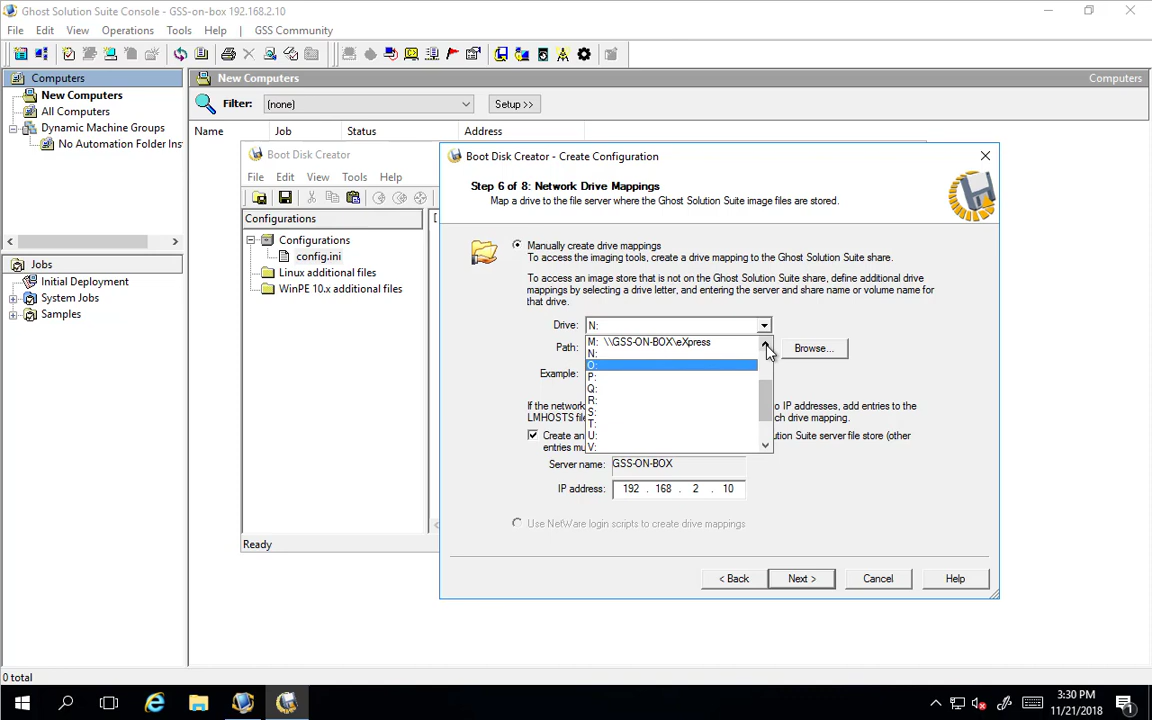 Ghost Solution Suite Console - GSS-on-box 192.168.2.10
File Edit View Operations Tools Help GSS Community
Computers
New Computers
All Computers
Dynamic Machine Groups
No Automation Folder Ins
Jobs
Initial Deployment
System Jobs
Samples
New Computers Computers
Filter: (none) Setup >>
Name Job Status Address
Boot Disk Creator
File Edit View Tools Help
Configurations
Configurations
config.ini
Linux additional files
WinPE 10.x additional files
Ready
Boot Disk Creator - Create Configuration
Step 6 of 8: Network Drive Mappings
Map a drive to the file server where the Ghost Solution Suite image files are stored.
Manually create drive mappings
To access the imaging tools, create a drive mapping to the Ghost Solution Suite share.
To access an image store that is not on the Ghost Solution Suite share, define additional drive
mappings by selecting a drive letter, and entering the server and share name or volume name for
that drive.
Drive: N:
Path: Browse...
Example:
M: \\GSS-ON-BOX\eXpress
N:
O:
P:
Q:
R:
S:
T:
U:
V:
If the network o IP addresses, add entries to the
LMHOSTS fil ch drive mapping.
Create an ution Suite server file store (other
entries mu
Server name: GSS-ON-BOX
IP address: 192 . 168 . 2 . 10
Use NetWare login scripts to create drive mappings
< Back Next > Cancel Help
0 total
3:30 PM
11/21/2018
1